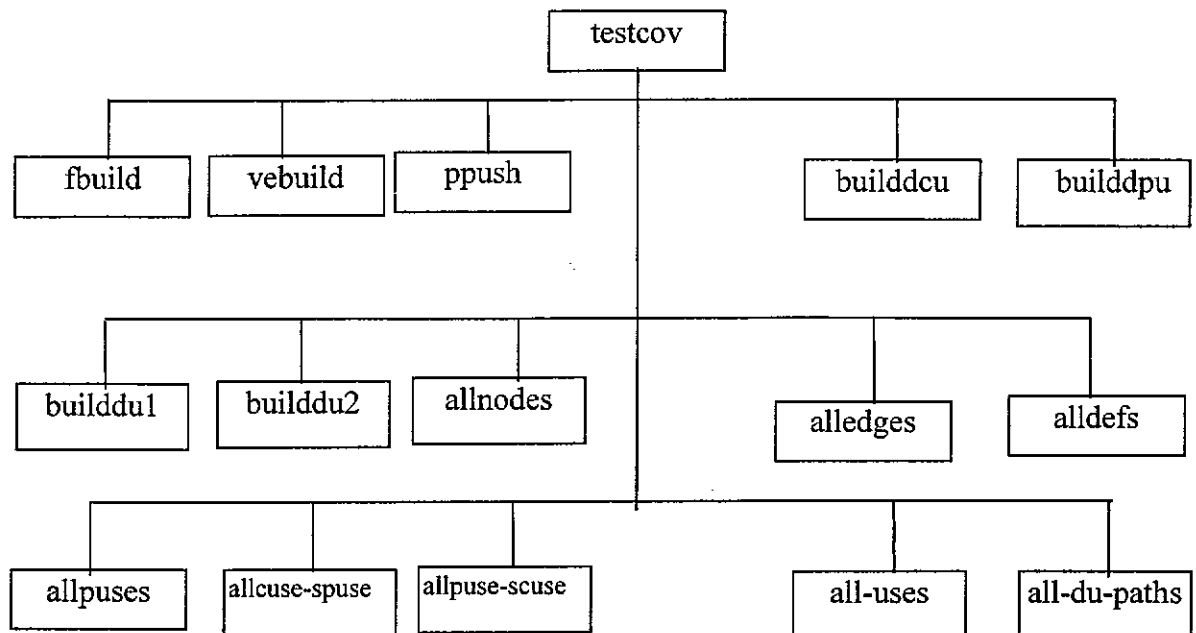 testcov
fbuild
vebuild
ppush
builddcu
builddpu
builddu1
builddu2
allnodes
alledges
alldefs
allpuses
allcuse-spuse
allpuse-scuse
all-uses
all-du-paths